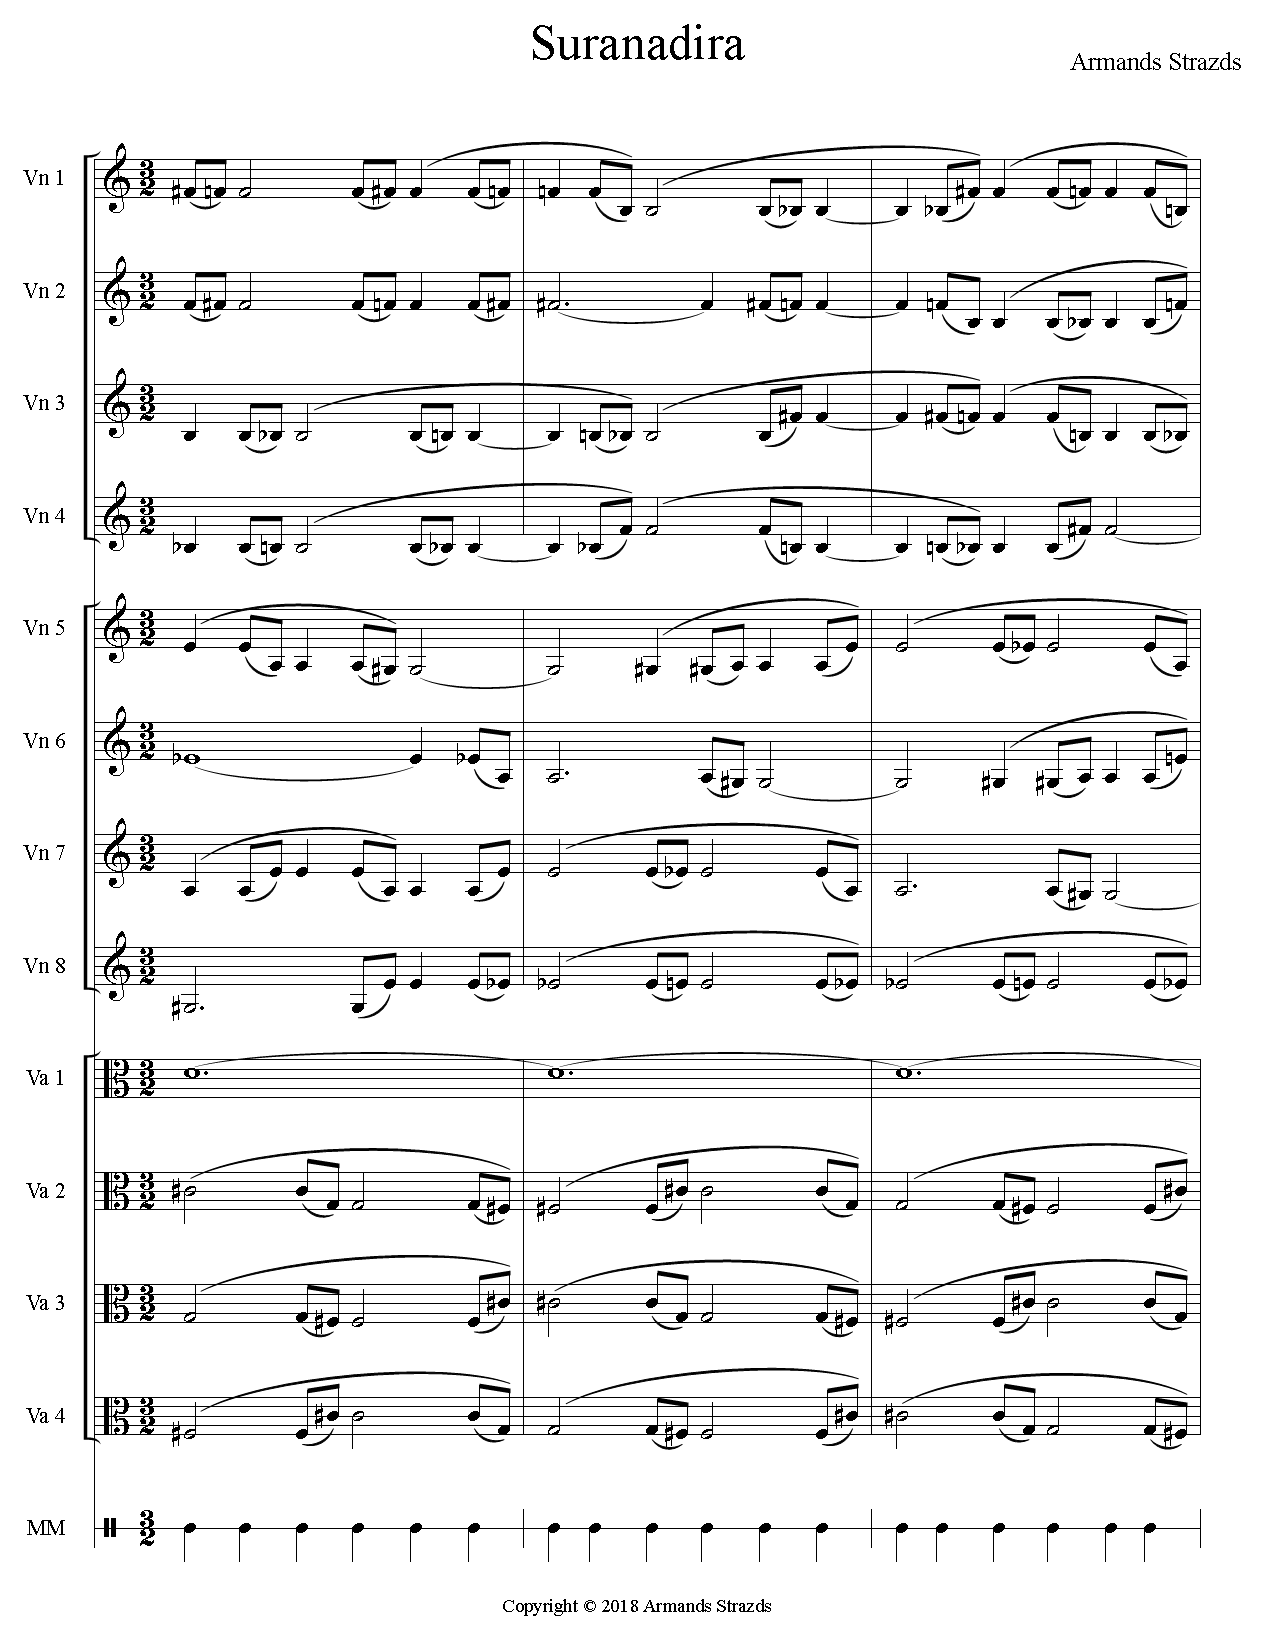 Suranadira
Armands Strazds
Vn 1
Vn 2
Vn 3
Vn 4
Vn 5
Vn 6
Vn 7
Vn 8
Va 1
Va 2
Va 3
Va 4
MM
Copyright © 2018 Armands Strazds